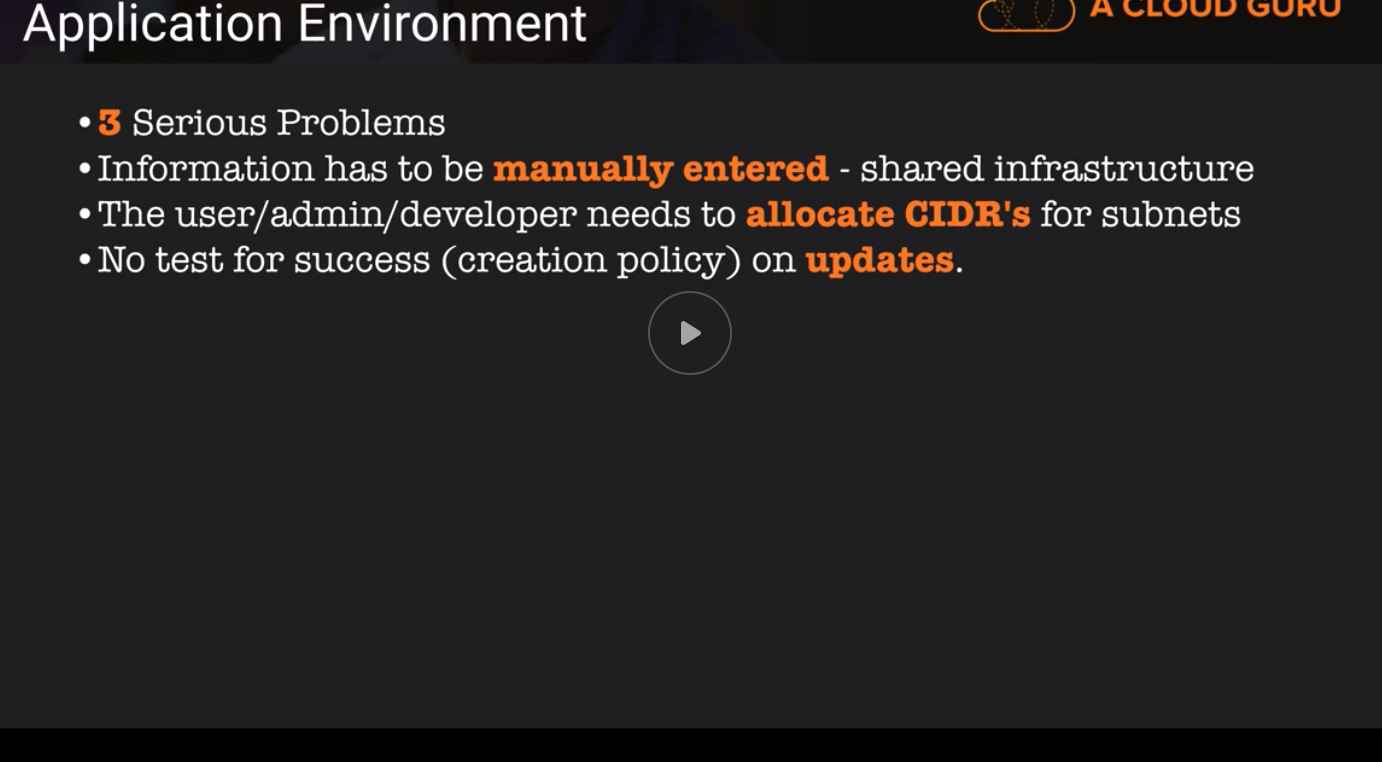 Application Environment
A CLOUD GURU
•3 Serious Problems
•Information has to be manually entered - shared infrastructure
•The user/admin/developer needs to allocate CIDR's for subnets
•No test for success (creation policy) on updates.